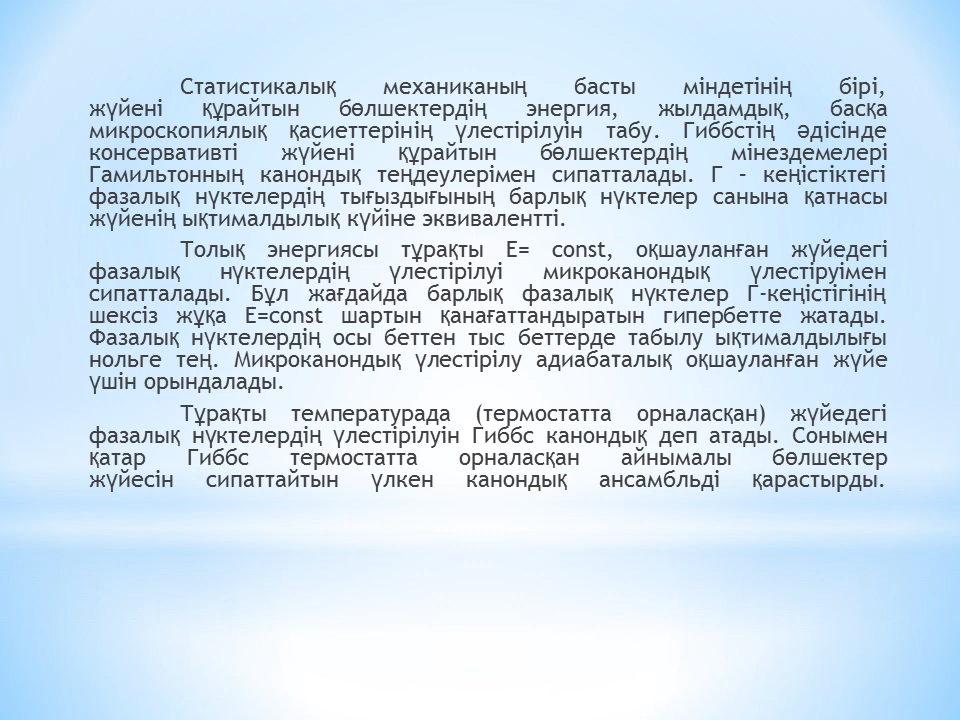 Статистикалық механиканың басты міндетінің бірі,
жүйені құрайтын бөлшектердің энергия, жылдамдық, басқа
микроскопиялық қасиеттерінің үлестірілуін табу. Гиббстің әдісінде
консервативті жүйені құрайтын бөлшектердің мінездемелері
Гамильтонның канондық теңдеулерімен сипатталады. Г – кеңістіктегі
фазалық нүктелердің тығыздығының барлық нүктелер санына қатнасы
жүйенің ықтималдылық күйіне эквивалентті.
Толық энергиясы тұрақты E= const, оқшауланған жүйедегі
фазалық нүктелердің үлестірілуі микроканондық үлестіруімен
сипатталады. Бұл жағдайда барлық фазалық нүктелер Г-кеңістігінің
шексіз жұқа E=const шартын қанағаттандыратын гипербетте жатады.
Фазалық нүктелердің осы беттен тыс беттерде табылу ықтималдылығы
нольге тең. Микроканондық үлестірілу адиабаталық оқшауланған жүйе
үшін орындалады.
Тұрақты температурада (термостатта орналасқан) жүйедегі
фазалық нүктелердің үлестірілуін Гиббс канондық деп атады. Сонымен
қатар Гиббс термостатта орналасқан айнымалы бөлшектер
жүйесін сипаттайтын үлкен канондық ансамбльді қарастырды.